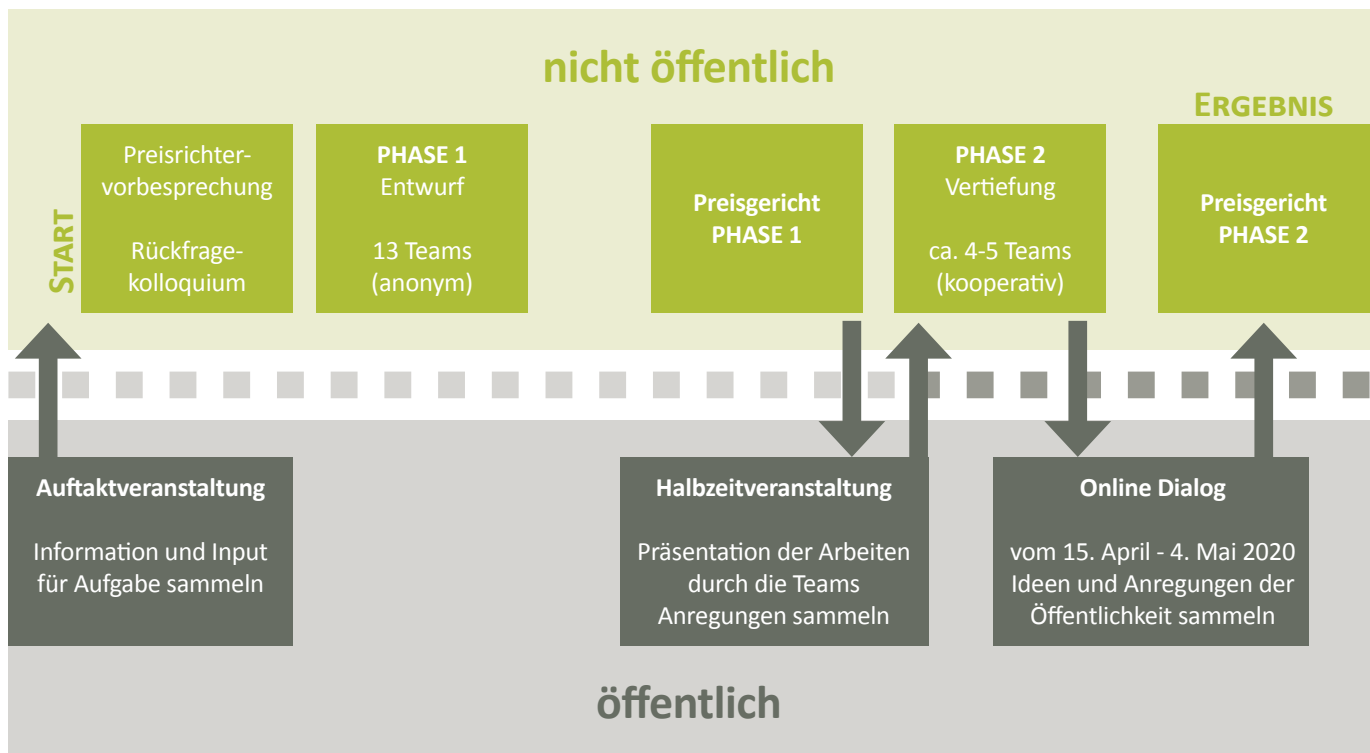 nicht öffentlich
START
Preisrichter-
vorbesprechung
Rückfrage-
kolloquium
PHASE 1
Entwurf
13 Teams
(anonym)
Preisgericht
PHASE 1
PHASE 2
Vertiefung
ca. 4-5 Teams
(kooperativ)
ERGEBNIS
Preisgericht
PHASE 2
Auftaktveranstaltung
Information und Input
für Aufgabe sammeln
Halbzeitveranstaltung
Präsentation der Arbeiten
durch die Teams
Anregungen sammeln
Online Dialog
vom 15. April - 4. Mai 2020
Ideen und Anregungen der
Öffentlichkeit sammeln
öffentlich